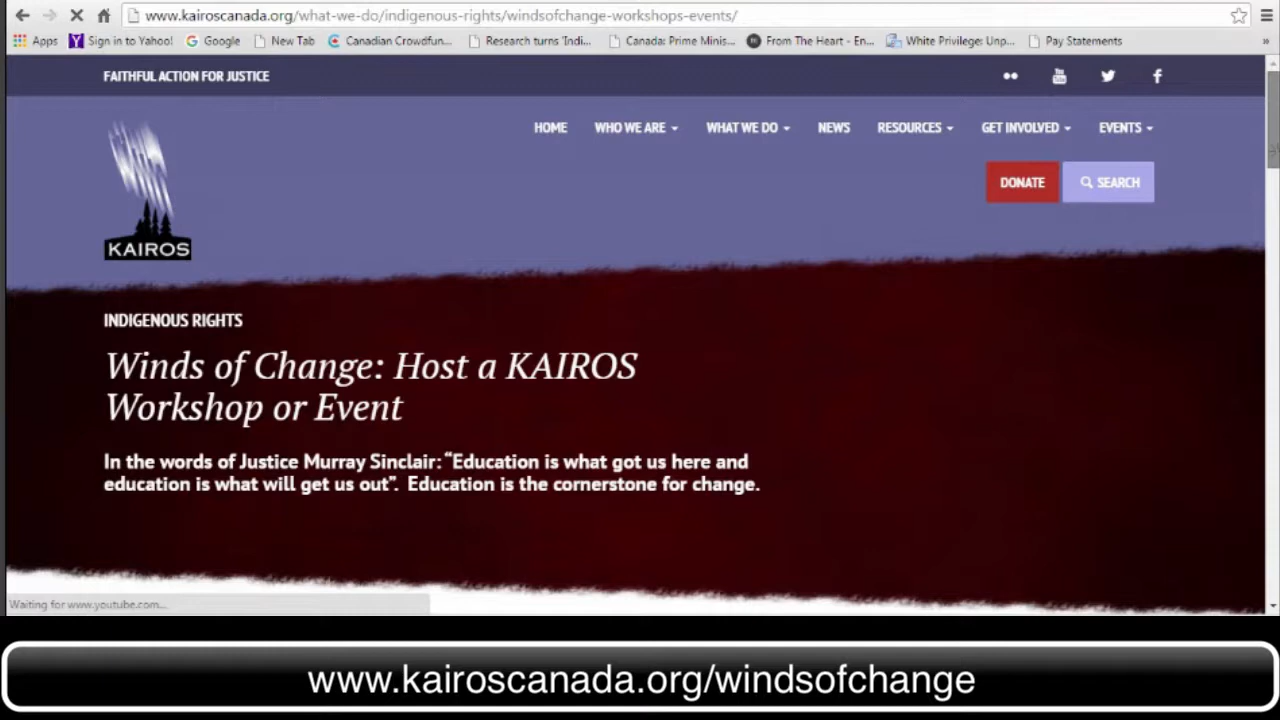 www.kairoscanada.org/what-we-do/indigenous-rights/windsofchange-workshops-events/
Apps Sign in to Yahoo! Google New Tab Canadian Crowdfun... Research turns 'Indi... Canada: Prime Minis... From The Heart - En... White Privilege: Unp... Pay Statements »
FAITHFUL ACTION FOR JUSTICE
HOME WHO WE ARE WHAT WE DO NEWS RESOURCES GET INVOLVED EVENTS
DONATE SEARCH
KAIROS
INDIGENOUS RIGHTS
Winds of Change: Host a KAIROS
Workshop or Event
In the words of Justice Murray Sinclair: “Education is what got us here and
education is what will get us out”. Education is the cornerstone for change.
Waiting for www.youtube.com...
www.kairoscanada.org/windsofchange